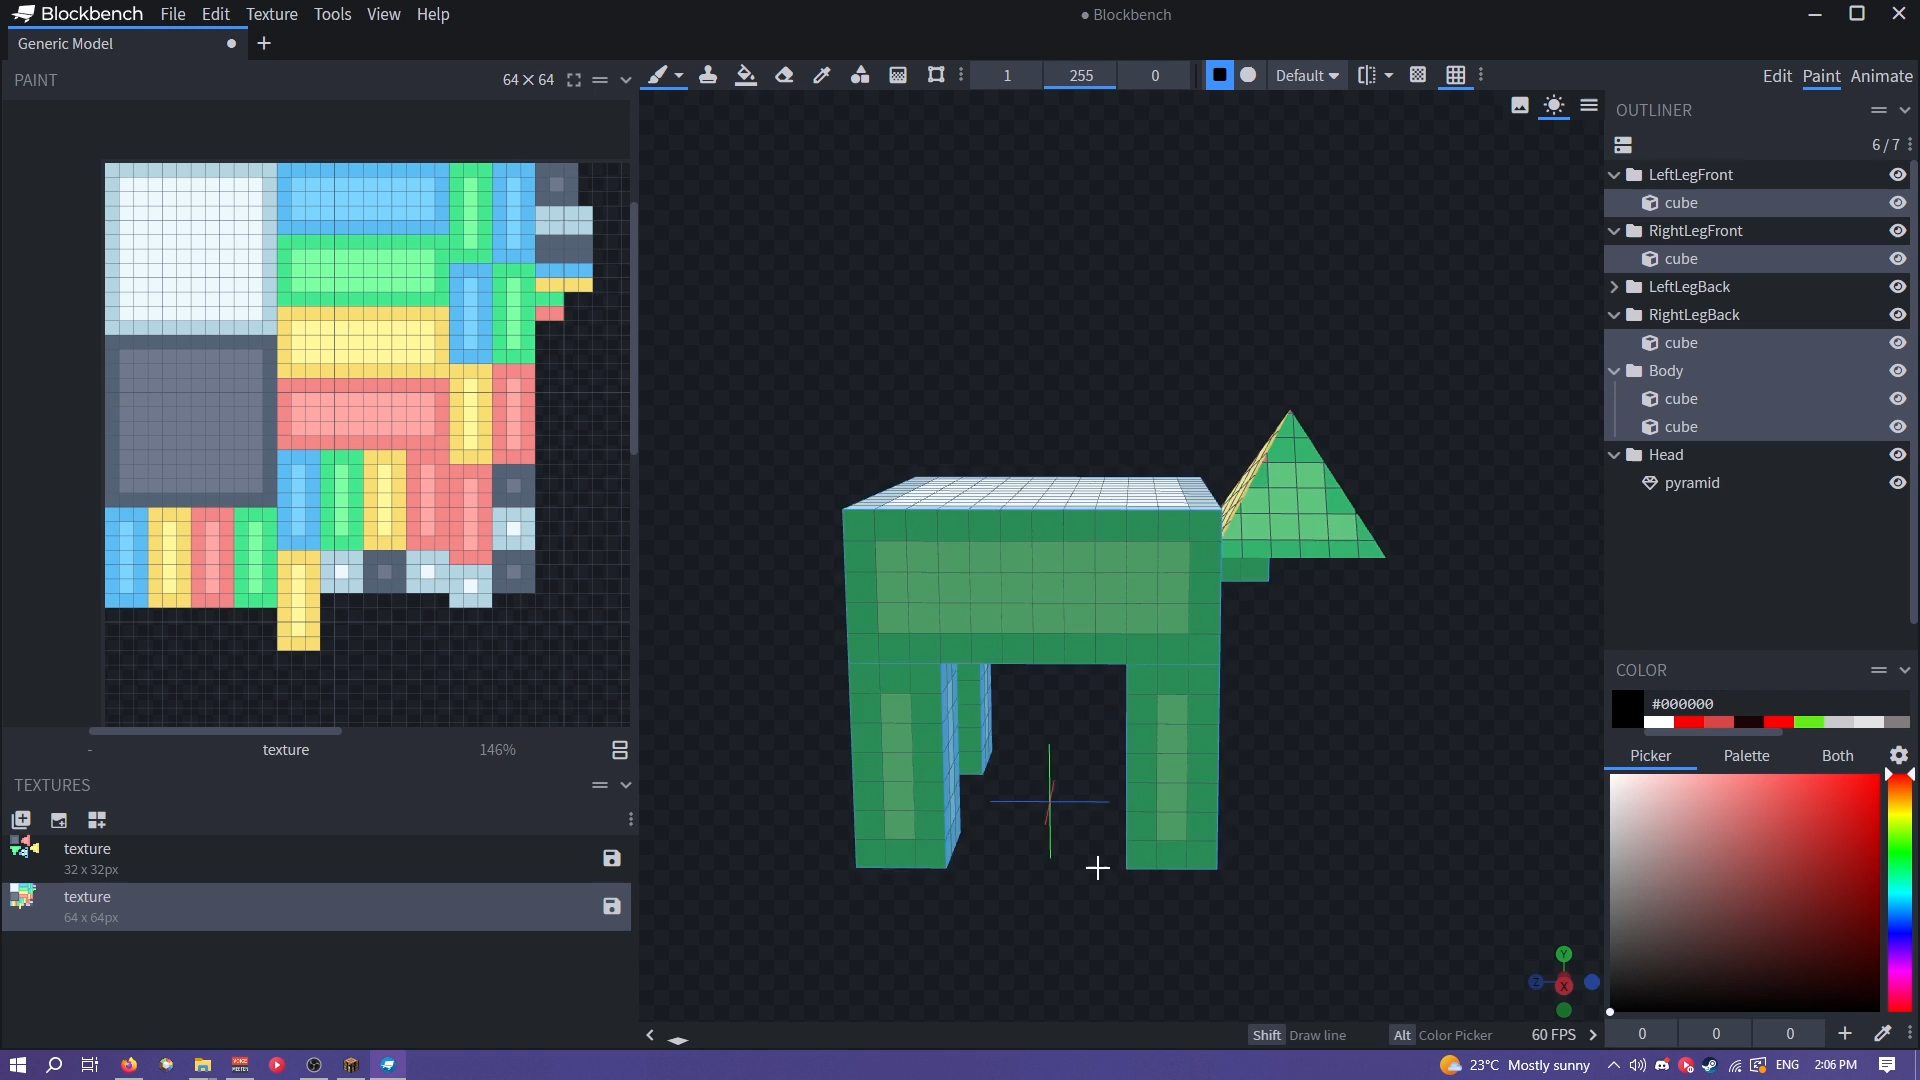 Blockbench File Edit Texture Tools View Help
● Blockbench
Generic Model
PAINT 64×64
1 255 0 Default
Edit Paint Animate
OUTLINER
6 / 7
LeftLegFront
cube
RightLegFront
cube
LeftLegBack
RightLegBack
cube
Body
cube
cube
Head
pyramid
COLOR
#000000
Picker Palette Both
0 0 0
- texture 146%
TEXTURES
texture
32 x 32px
texture
64 x 64px
Y
Z
X
Shift Draw line Alt Color Picker 60 FPS
23°C Mostly sunny ENG 2:06 PM